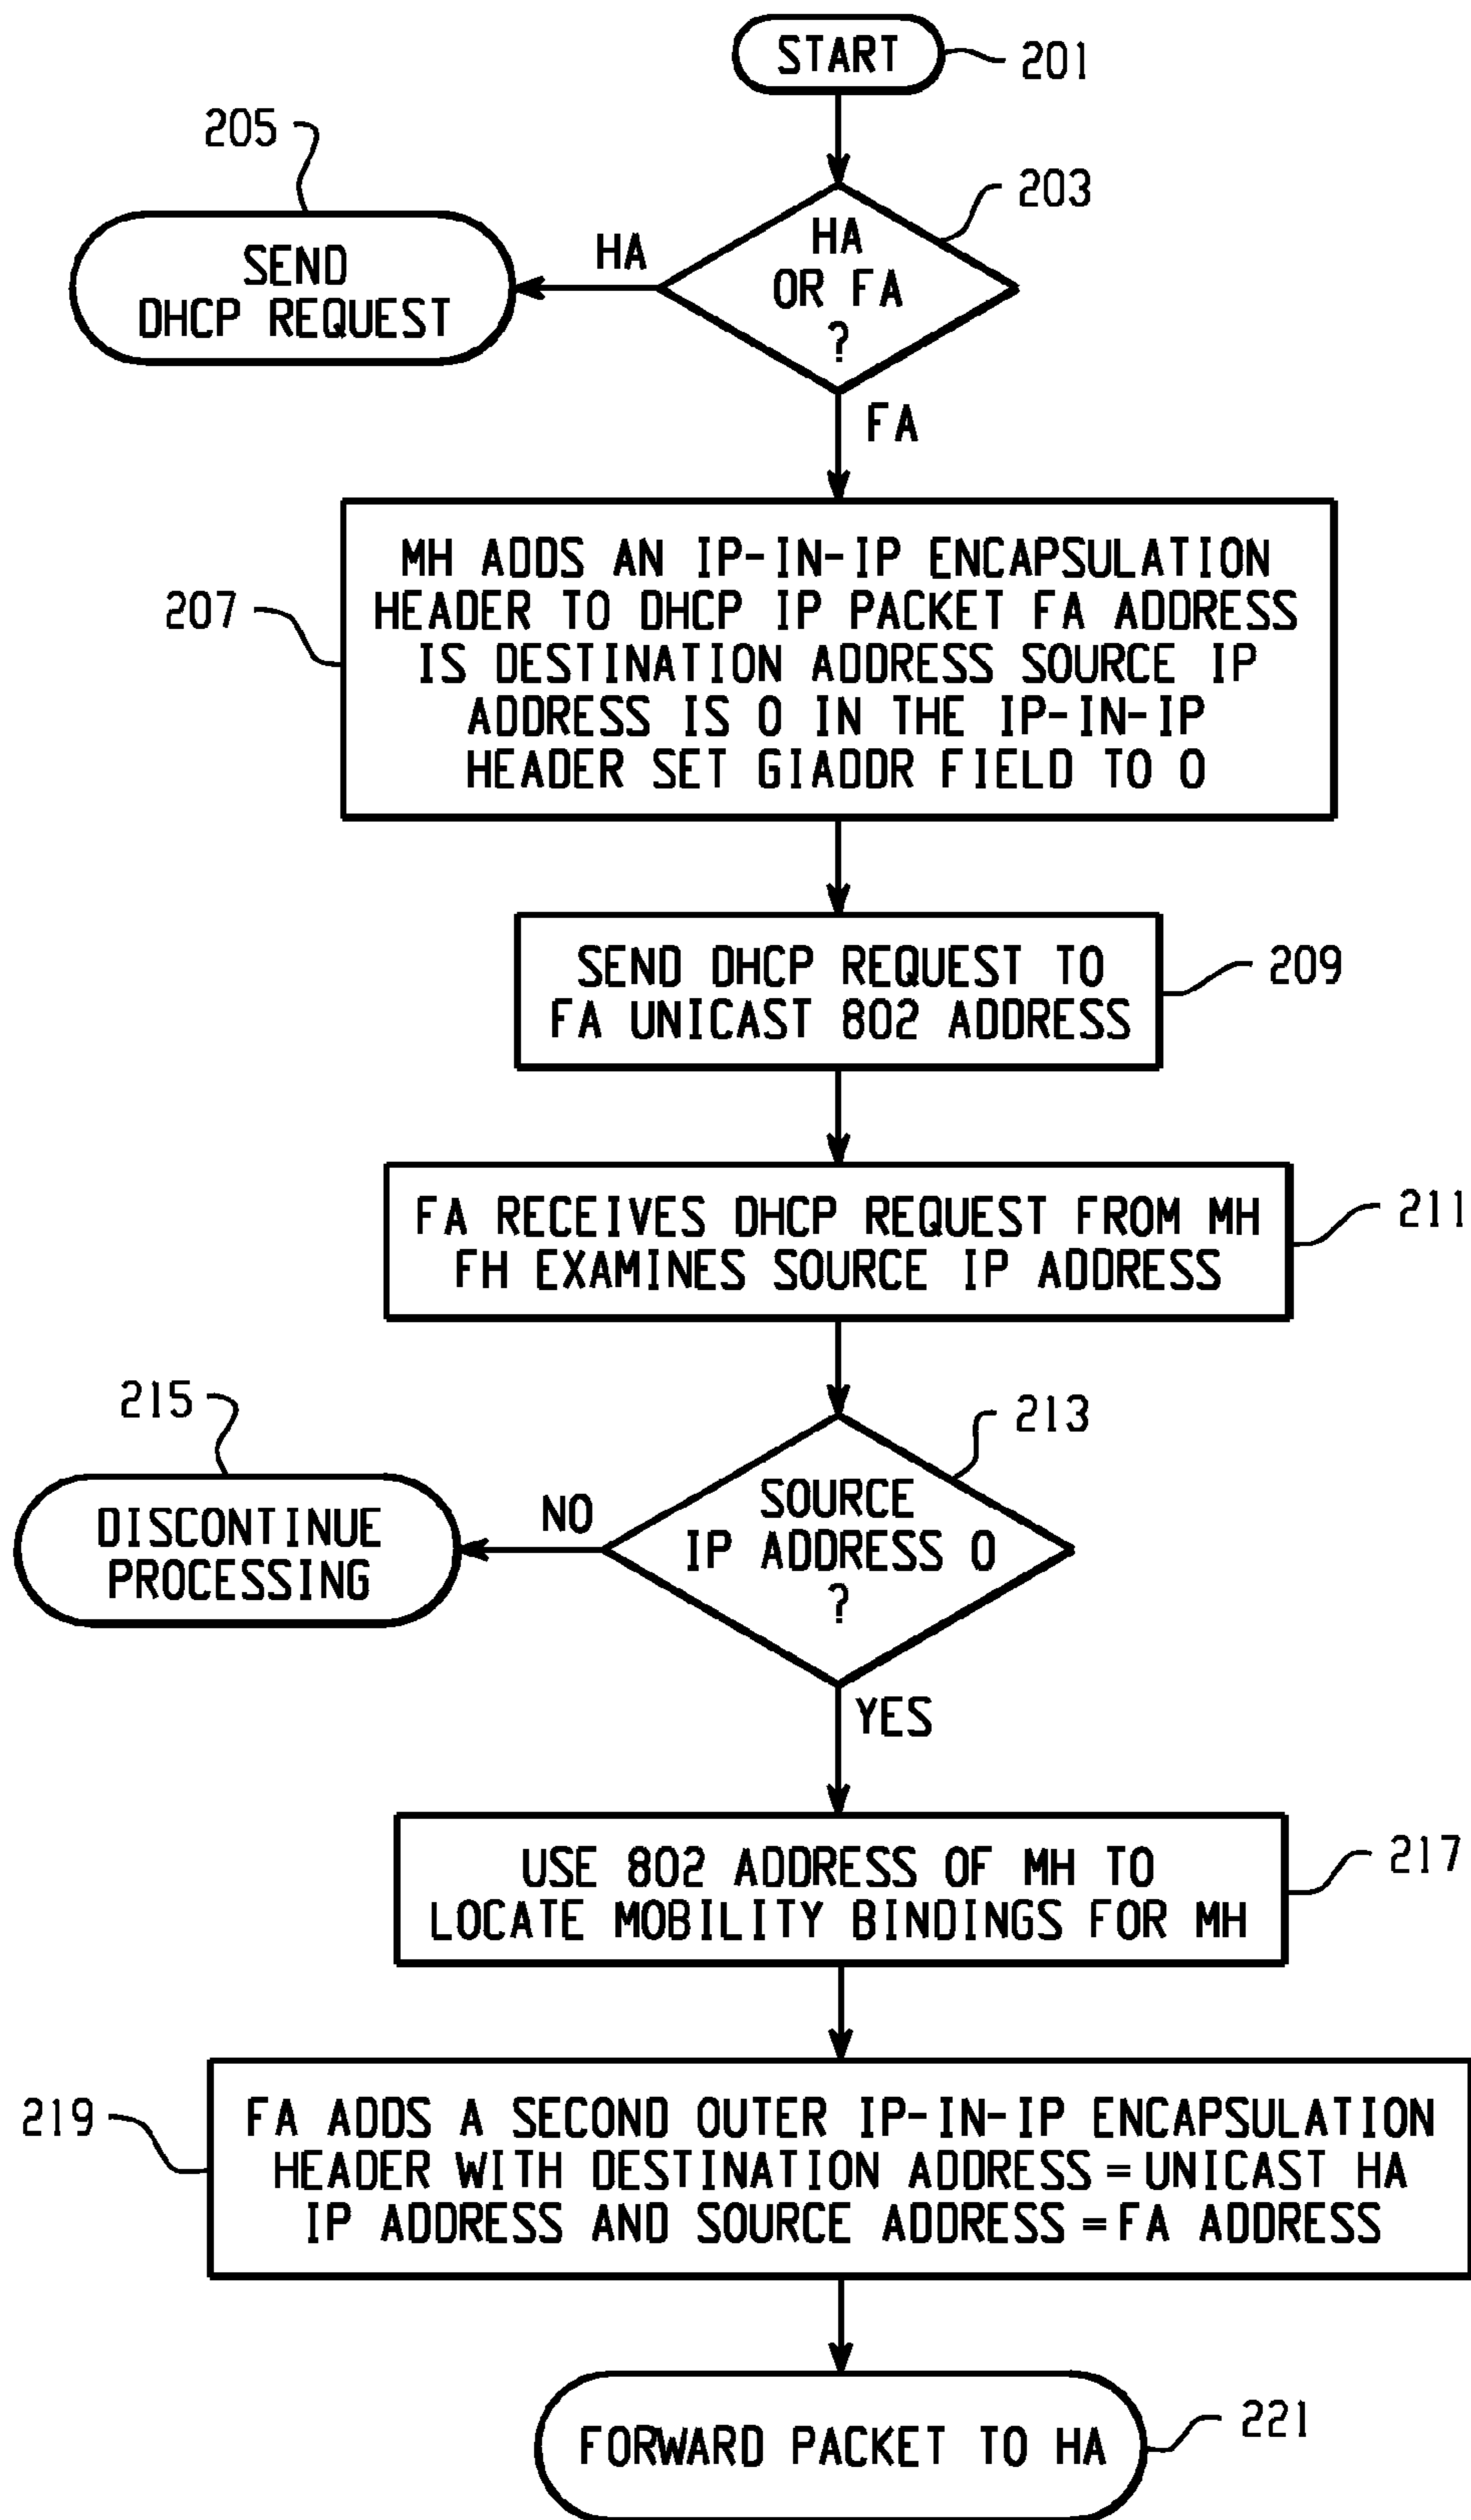 START
201
205
203
HA
OR FA
?
HA
SEND
DHCP REQUEST
FA
MH ADDS AN IP-IN-IP ENCAPSULATION
HEADER TO DHCP IP PACKET FA ADDRESS
IS DESTINATION ADDRESS SOURCE IP
ADDRESS IS 0 IN THE IP-IN-IP
HEADER SET GIADDR FIELD TO 0
207
SEND DHCP REQUEST TO
FA UNICAST 802 ADDRESS
209
FA RECEIVES DHCP REQUEST FROM MH
FH EXAMINES SOURCE IP ADDRESS
211
215
213
SOURCE
IP ADDRESS 0
?
NO
DISCONTINUE
PROCESSING
YES
USE 802 ADDRESS OF MH TO
LOCATE MOBILITY BINDINGS FOR MH
217
219
FA ADDS A SECOND OUTER IP-IN-IP ENCAPSULATION
HEADER WITH DESTINATION ADDRESS=UNICAST HA
IP ADDRESS AND SOURCE ADDRESS=FA ADDRESS
FORWARD PACKET TO HA
221